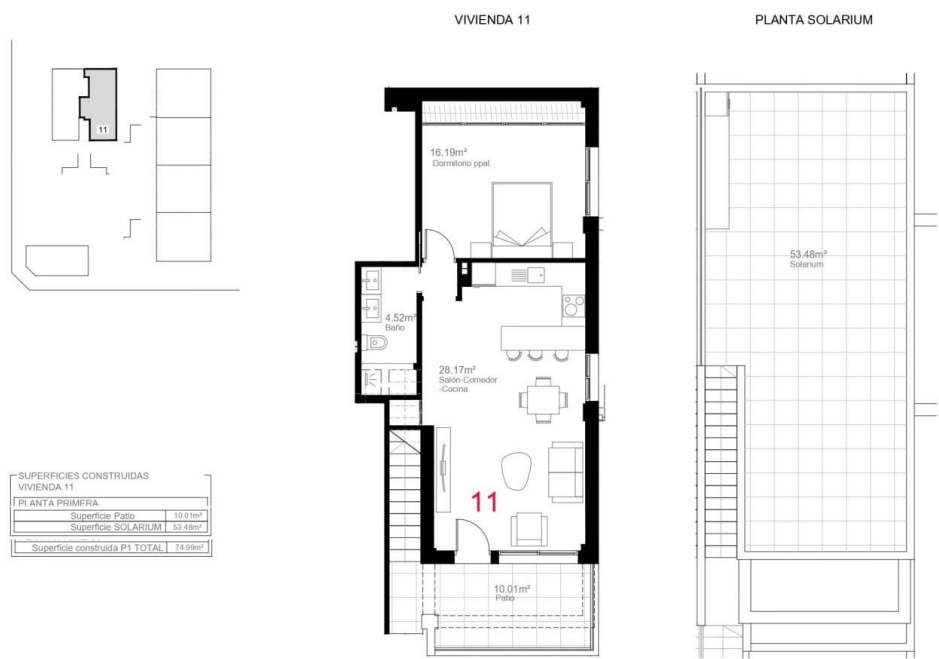 VIVIENDA 11
PLANTA SOLARIUM
11
16.19m²
Dormitorio ppal.
53.48m²
Solarium
4.52m²
Baño
28.17m²
Salón-Comedor
-Cocina
11
10.01m²
Patio
SUPERFICIES CONSTRUIDAS
VIVIENDA 11
PLANTA PRIMERA
Superficie Patio 10.01m²
Superficie SOLARIUM 53.48m²
Superficie construida P1 TOTAL 74.99m²